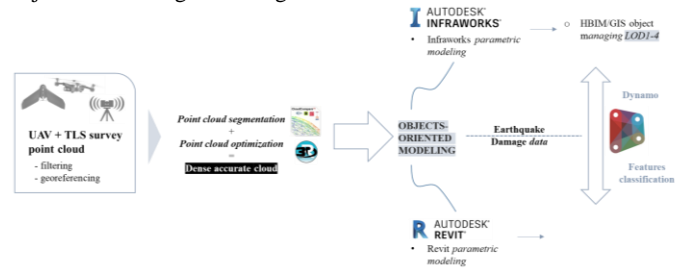 AUTODESK®
INFRAWORKS®
• Infraworks parametric
modeling
o HBIM/GIS object
managing LOD1-4
UAV + TLS survey
point cloud
- filtering
- georeferencing
Point cloud segmentation
+
Point cloud optimization
=
Dense accurate cloud
OBJECTS-
ORIENTED
MODELING
Earthquake
Damage data
Dynamo
Features
classification
AUTODESK®
REVIT®
• Revit parametric
modeling